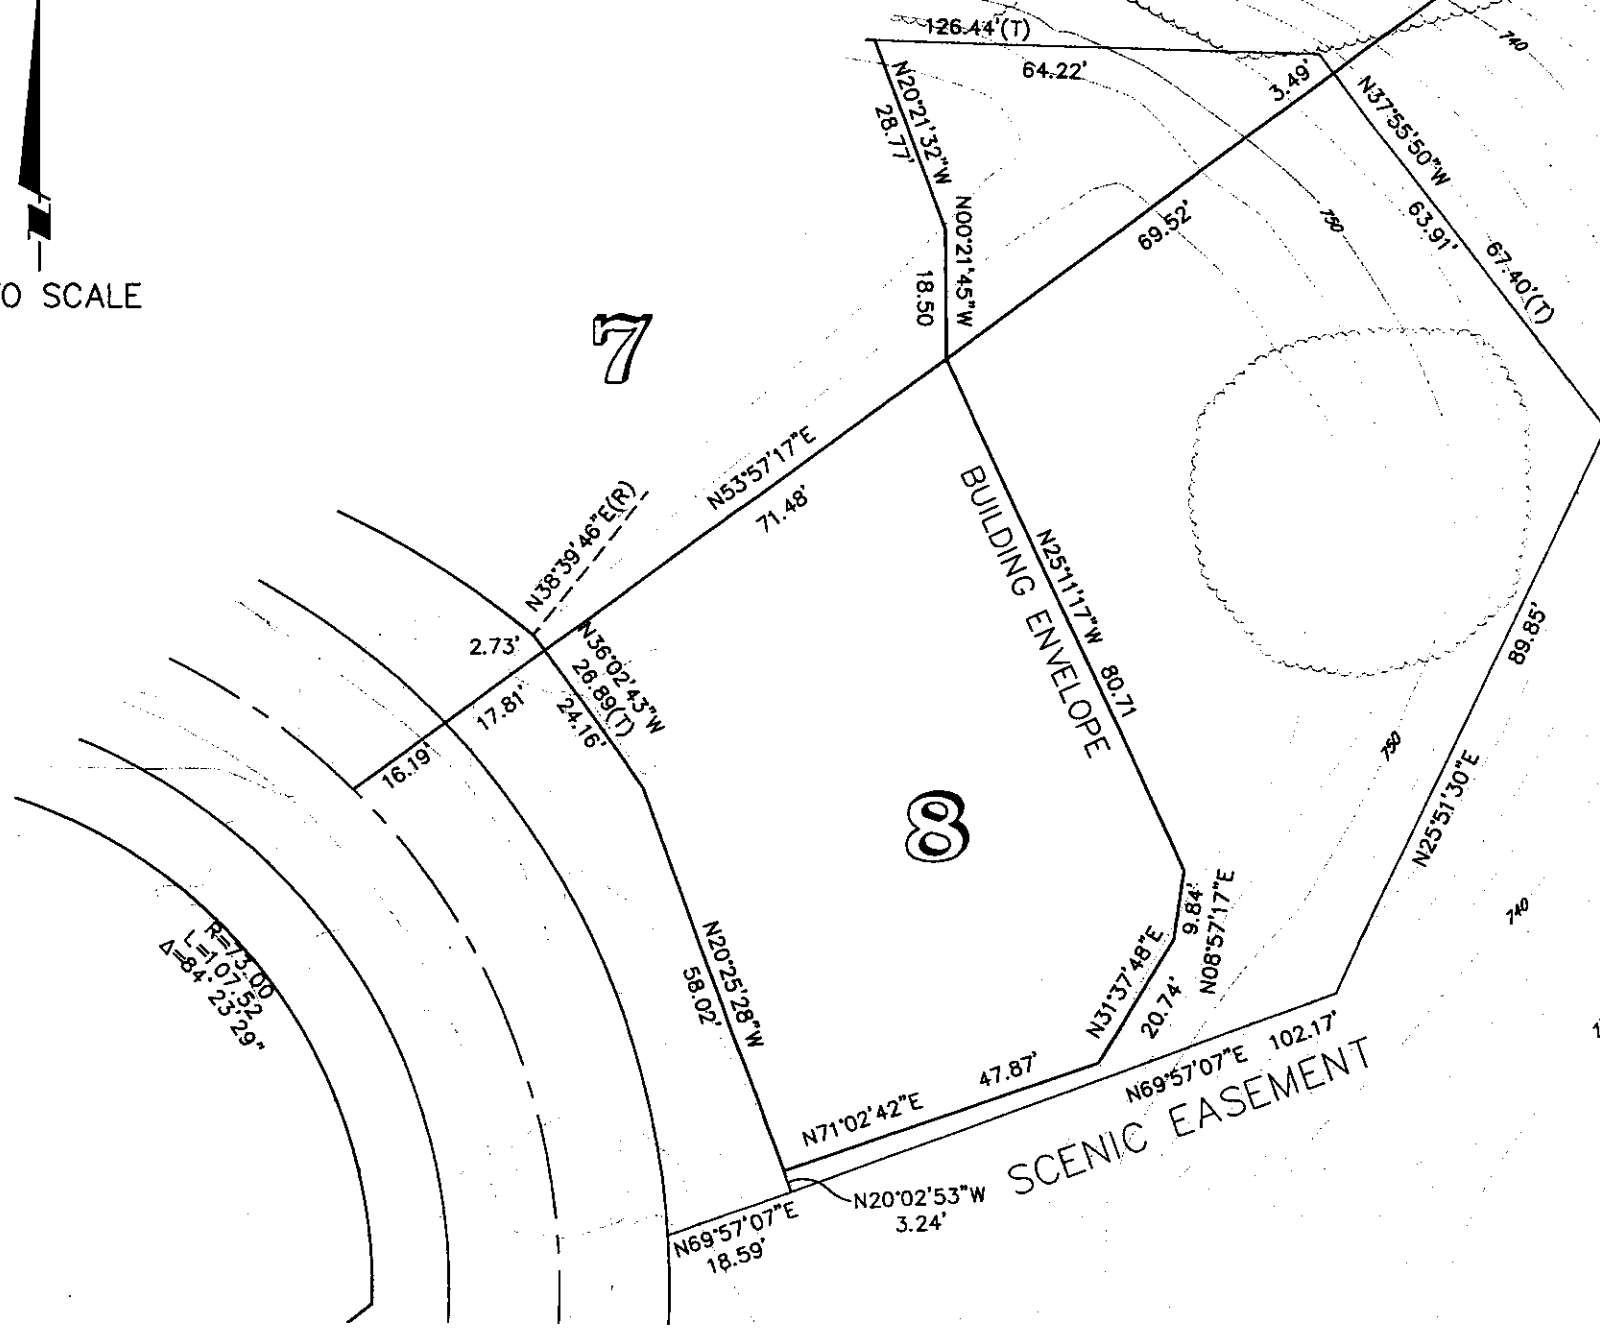 126.44'(T)
64.22'
3.49'
740
N20°21'32"W
28.77'
N37°55'50"W
63.91'
67.40'(T)
N00°21'45"W
18.50
69.52'
750
TO SCALE
7
N53°57'17"E
71.48'
N38°39'46"E(R)
BUILDING ENVELOPE
N25°11'17"W 80.71
2.73'
N36°02'43"W
26.89(T)
24.16'
17.81'
16.19'
89.85'
N25°51'30"E
750
8
740
R=73.00
L=107.52
Δ=84°23'29"
N20°25'28"W
58.02'
9.84'
N08°57'17"E
N31°37'48"E
20.74'
47.87'
N71°02'42"E
N69°57'07"E 102.17'
SCENIC EASEMENT
N20°02'53"W
3.24'
N69°57'07"E
18.59'